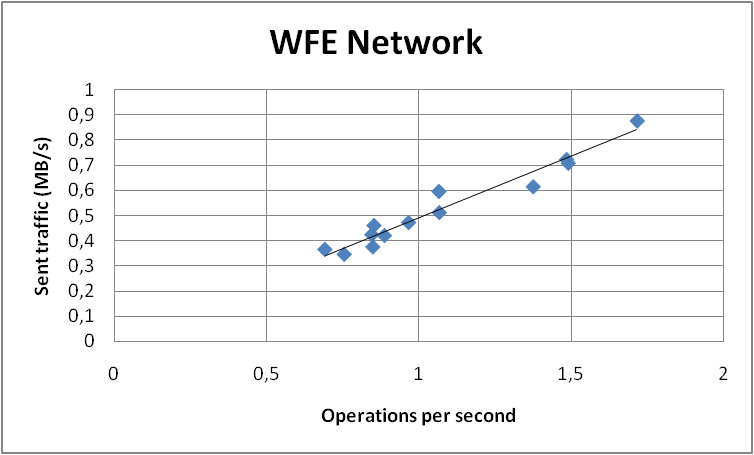 WFE Network
1
0,9
0,8
0,7
0,6
0,5
0,4
0,3
0,2
0,1
0
Sent traffic (MB/s)
0 0,5 1 1,5 2
Operations per second